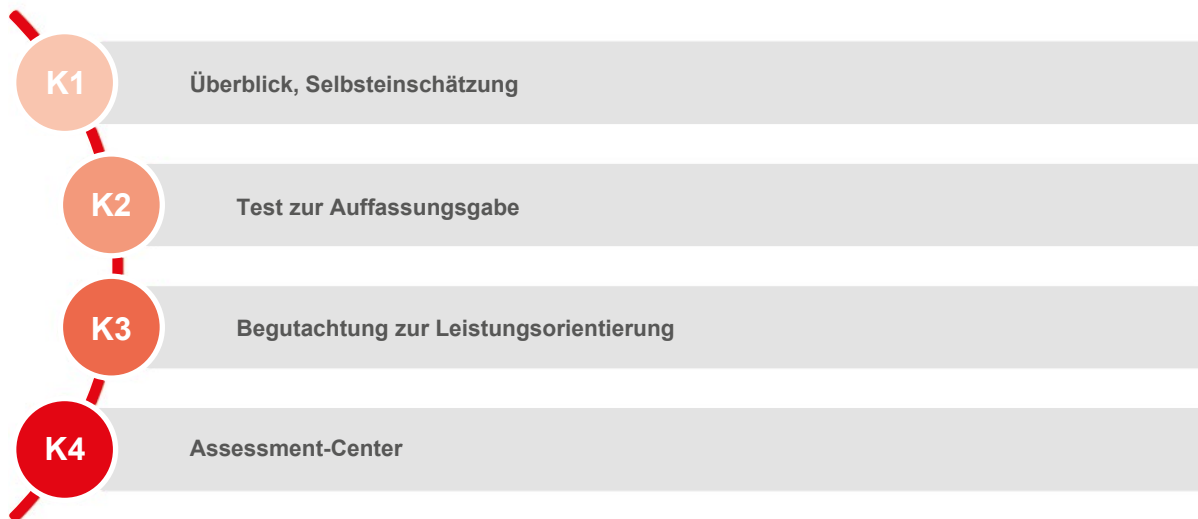 K1
Überblick, Selbsteinschätzung
K2
Test zur Auffassungsgabe
K3
Begutachtung zur Leistungsorientierung
K4
Assessment-Center